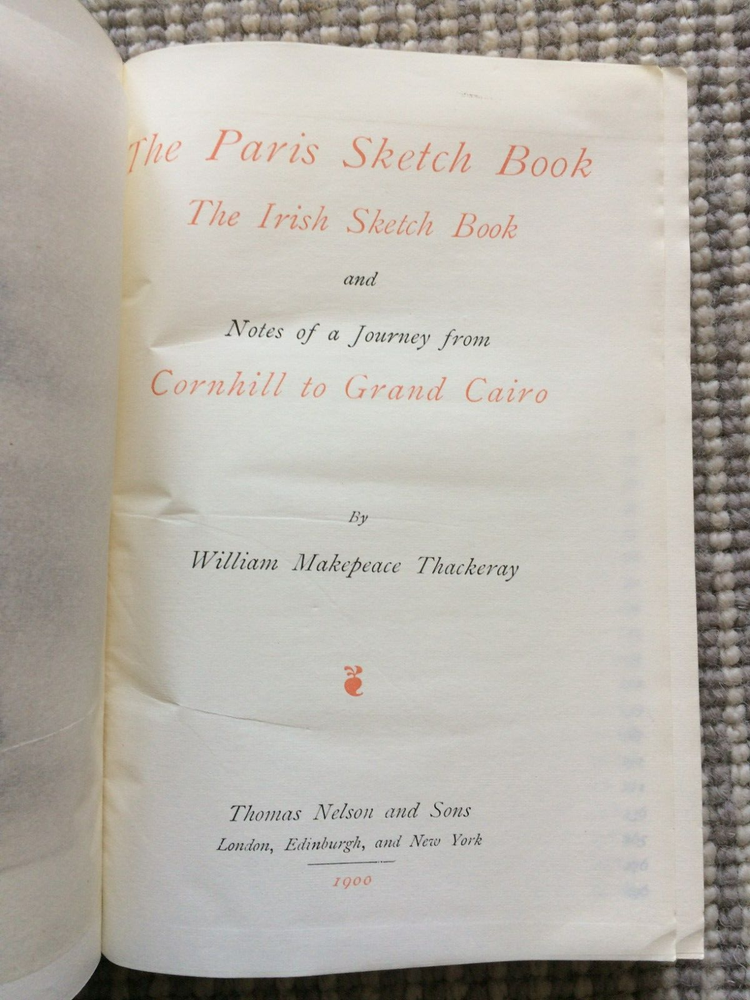 The Paris Sketch Book
The Irish Sketch Book
and
Notes of a Journey from
Cornhill to Grand Cairo
By
William Makepeace Thackeray
Thomas Nelson and Sons
London, Edinburgh, and New York
1900